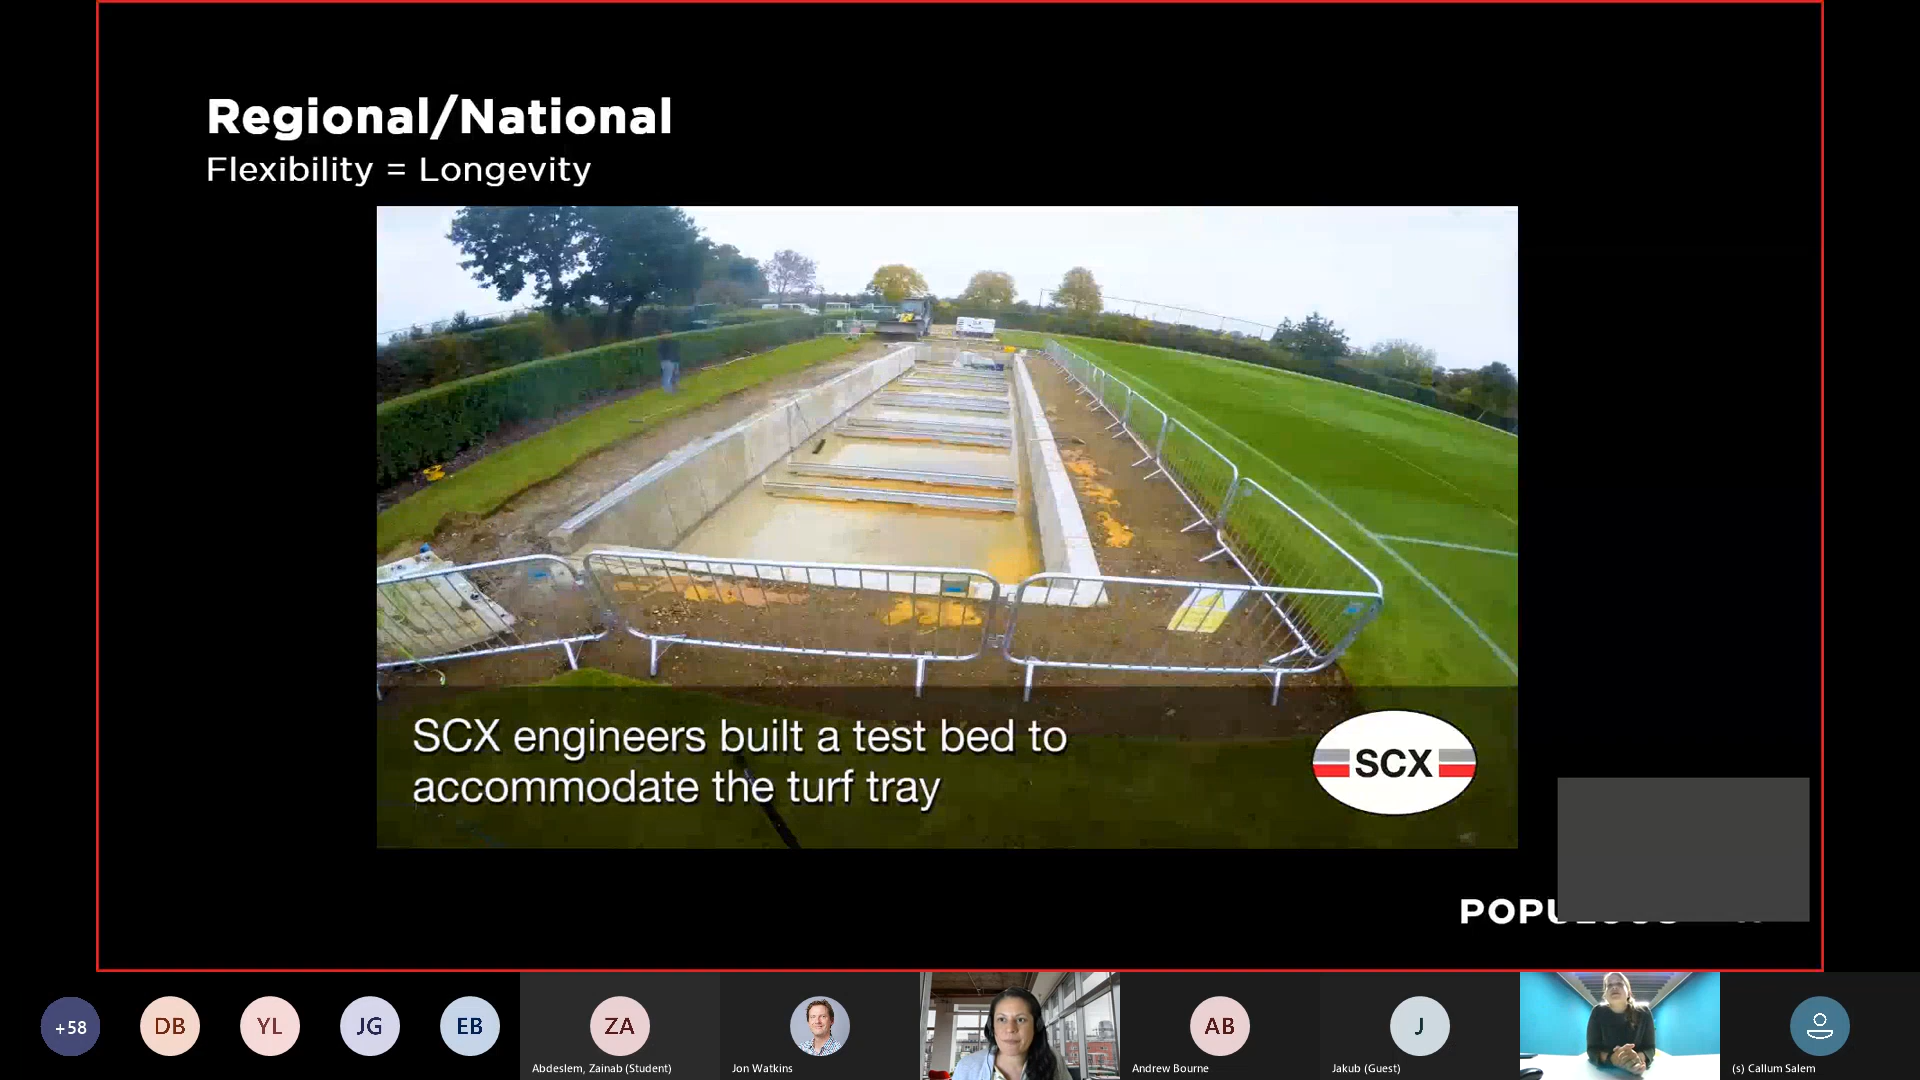 Regional/National
Flexibility = Longevity
SCX engineers built a test bed to
accommodate the turf tray
SCX
+58
DB
YL
JG
EB
ZA
Abdeslem, Zainab (Student)
Jon Watkins
AB
Andrew Bourne
J
Jakub (Guest)
(s) Callum Salem